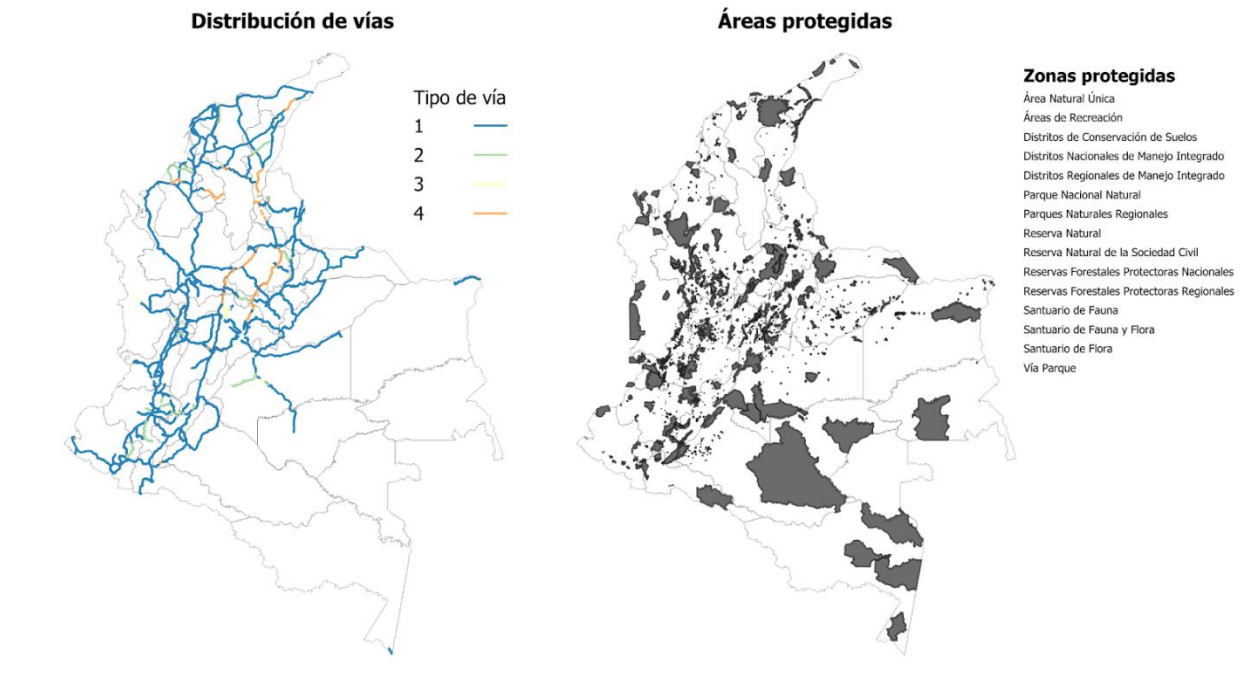 Distribución de vías
Tipo de vía
1
2
3
4
Áreas protegidas
Zonas protegidas
Área Natural Única
Áreas de Recreación
Distritos de Conservación de Suelos
Distritos Nacionales de Manejo Integrado
Distritos Regionales de Manejo Integrado
Parque Nacional Natural
Parques Naturales Regionales
Reserva Natural
Reserva Natural de la Sociedad Civil
Reservas Forestales Protectoras Nacionales
Reservas Forestales Protectoras Regionales
Santuario de Fauna
Santuario de Fauna y Flora
Santuario de Flora
Vía Parque